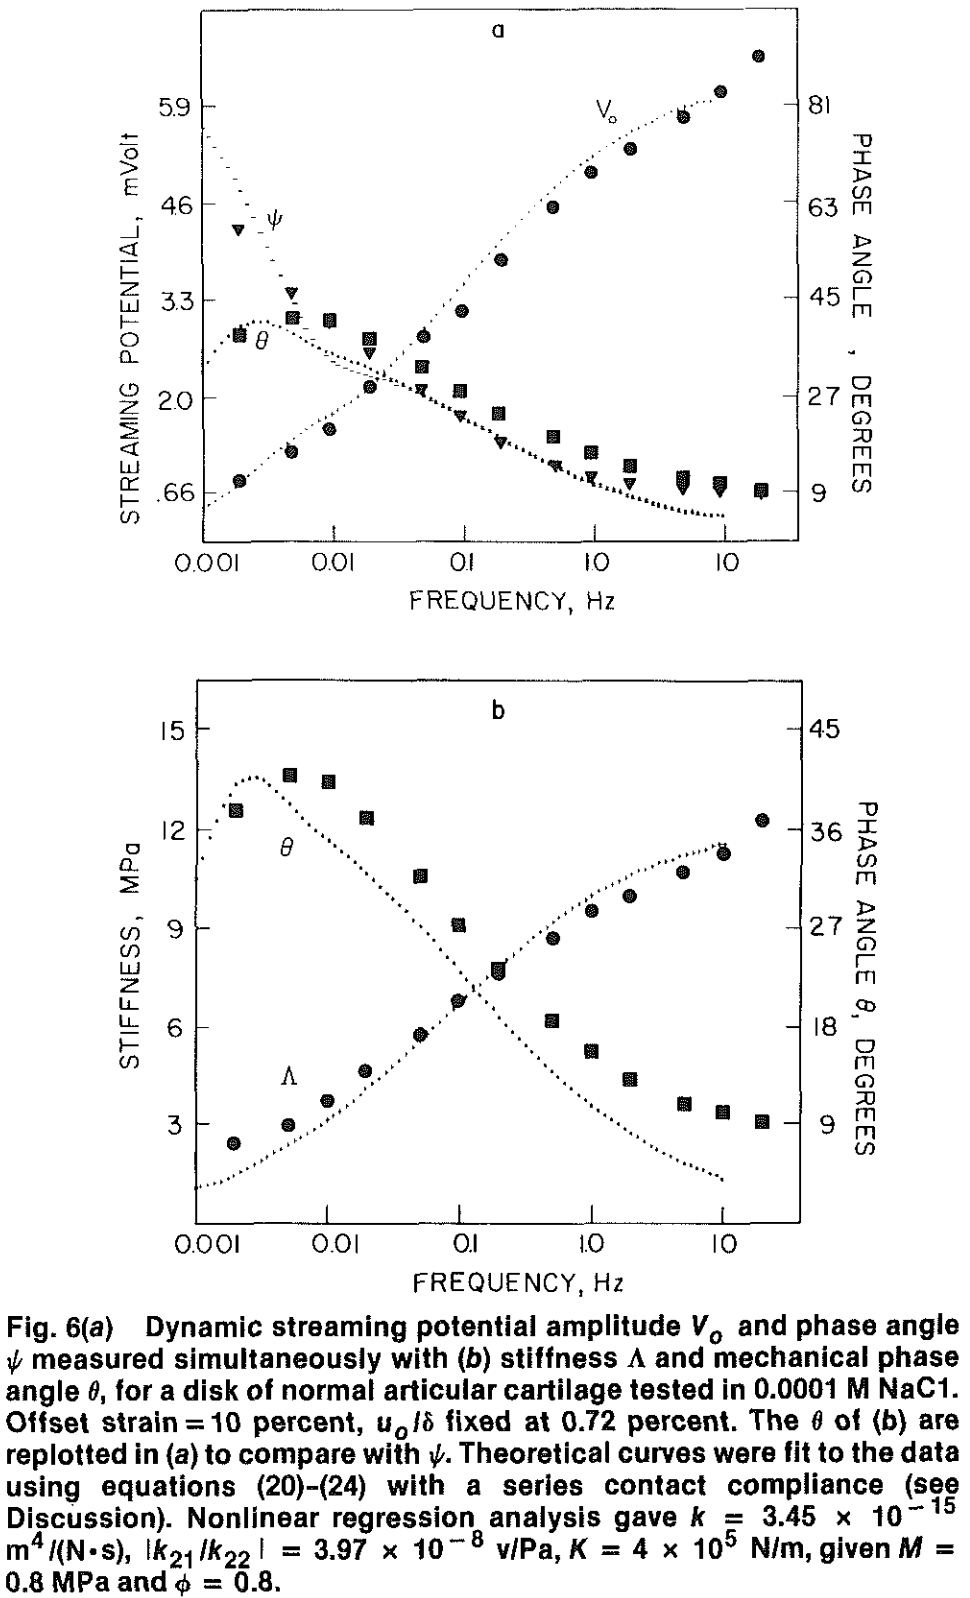 a
5.9
4.6
3.3
2.0
.66
STREAMING POTENTIAL, mVolt
81
63
45
27
9
PHASE ANGLE , DEGREES
V₀
ψ
θ
0.001
0.01
0.1
1.0
10
FREQUENCY, Hz
b
15
12
9
6
3
STIFFNESS, MPa
45
36
27
18
9
PHASE ANGLE θ, DEGREES
θ
Λ
0.001
0.01
0.1
1.0
10
FREQUENCY, Hz
Fig. 6(a) Dynamic streaming potential amplitude Vₒ and phase angle
ψ measured simultaneously with (b) stiffness Λ and mechanical phase
angle θ, for a disk of normal articular cartilage tested in 0.0001 M NaC1.
Offset strain = 10 percent, uₒ/δ fixed at 0.72 percent. The θ of (b) are
replotted in (a) to compare with ψ. Theoretical curves were fit to the data
using equations (20)–(24) with a series contact compliance (see
Discussion). Nonlinear regression analysis gave k = 3.45 × 10⁻¹⁵
m⁴/(N·s), |k₂₁/k₂₂| = 3.97 × 10⁻⁸ v/Pa, K = 4 × 10⁵ N/m, given M =
0.8 MPa and ϕ = 0.8.